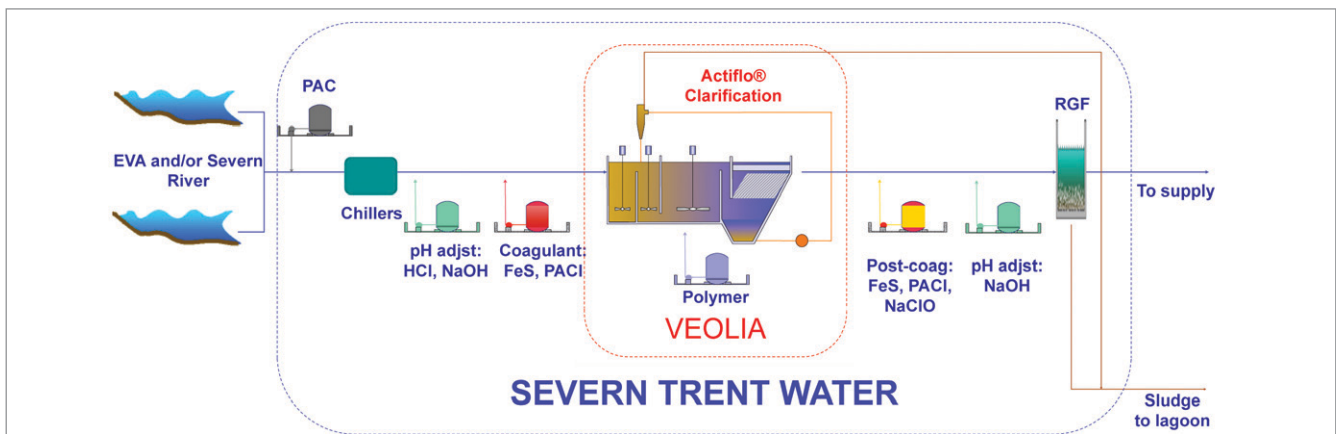 PAC
EVA and/or Severn
River
Chillers
pH adjst:
HCl, NaOH
Coagulant:
FeS, PACl
Actiflo®
Clarification
Polymer
VEOLIA
Post-coag:
FeS, PACl,
NaClO
pH adjst:
NaOH
RGF
To supply
Sludge
to lagoon
SEVERN TRENT WATER